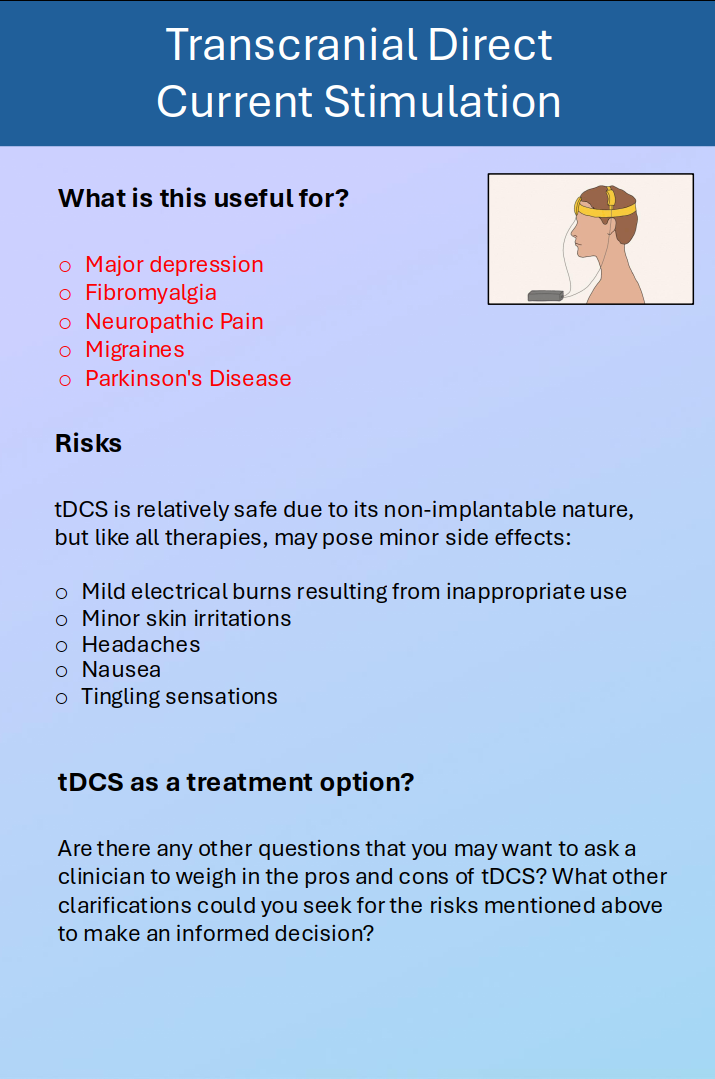 Transcranial Direct
Current Stimulation
What is this useful for?
○ Major depression
○ Fibromyalgia
○ Neuropathic Pain
○ Migraines
○ Parkinson's Disease
Risks
tDCS is relatively safe due to its non-implantable nature,
but like all therapies, may pose minor side effects:
○ Mild electrical burns resulting from inappropriate use
○ Minor skin irritations
○ Headaches
○ Nausea
○ Tingling sensations
tDCS as a treatment option?
Are there any other questions that you may want to ask a
clinician to weigh in the pros and cons of tDCS? What other
clarifications could you seek for the risks mentioned above
to make an informed decision?